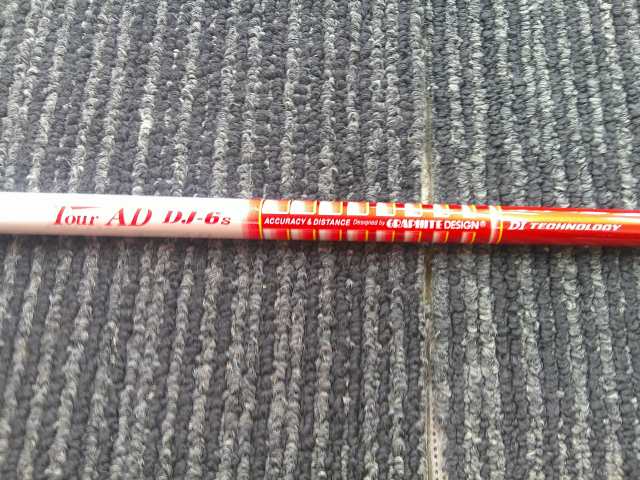 Tour AD DJ-6s ACCURACY & DISTANCE Designed by GRAPHITE DESIGN® DI TECHNOLOGY